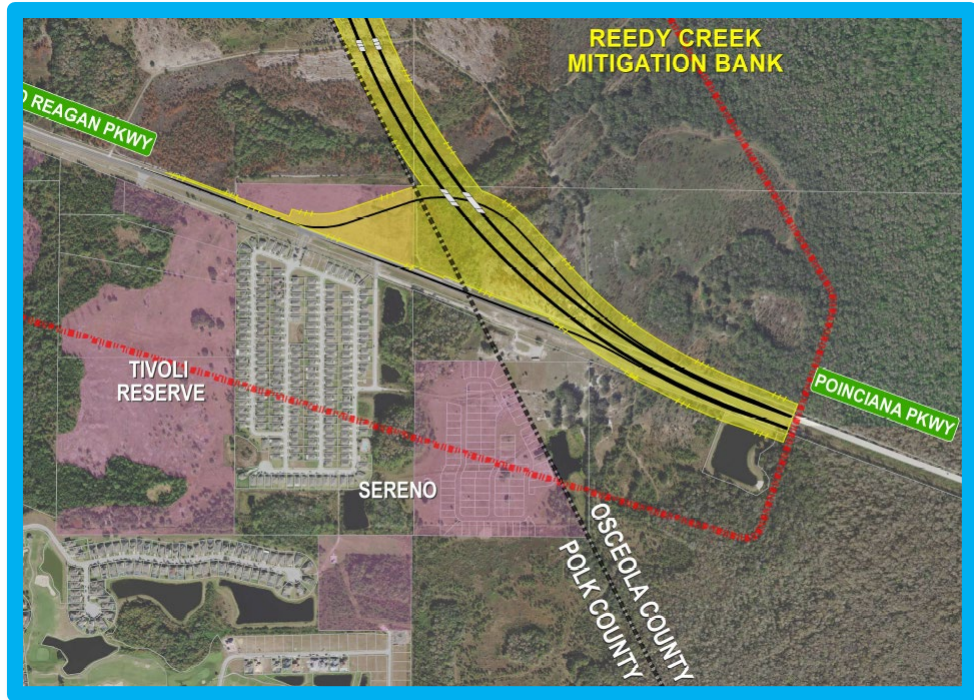 REEDY CREEK
MITIGATION BANK
REAGAN PKWY
TIVOLI
RESERVE
POINCIANA PKWY
SERENO
OSCEOLA COUNTY
POLK COUNTY